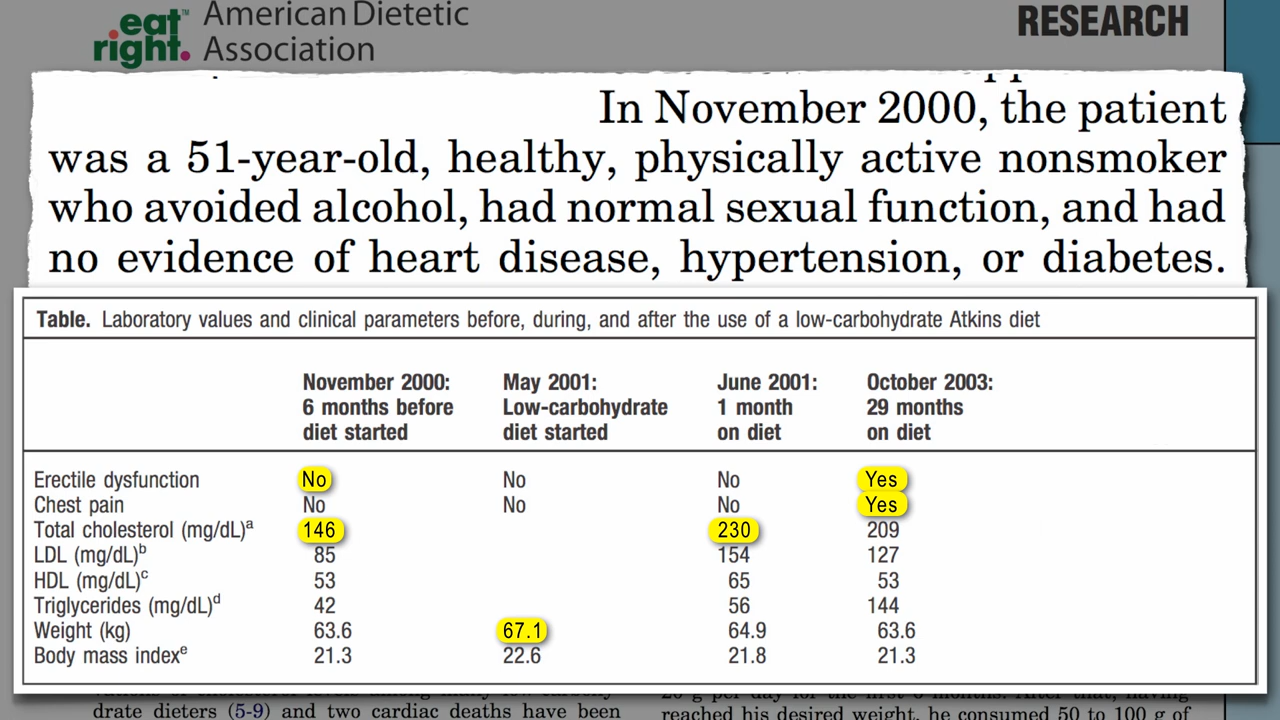 eat right.™ American Dietetic Association
RESEARCH
In November 2000, the patient
was a 51-year-old, healthy, physically active nonsmoker
who avoided alcohol, had normal sexual function, and had
no evidence of heart disease, hypertension, or diabetes.
Table. Laboratory values and clinical parameters before, during, and after the use of a low-carbohydrate Atkins diet
November 2000: 6 months before diet started
May 2001: Low-carbohydrate diet started
June 2001: 1 month on diet
October 2003: 29 months on diet
Erectile dysfunction No No No Yes
Chest pain No No No Yes
Total cholesterol (mg/dL)a 146 230 209
LDL (mg/dL)b 85 154 127
HDL (mg/dL)c 53 65 53
Triglycerides (mg/dL)d 42 56 144
Weight (kg) 63.6 67.1 64.9 63.6
Body mass indexe 21.3 22.6 21.8 21.3
drate dieters (5-9) and two cardiac deaths have been
reached his desired weight, he consumed 50 to 100 g of